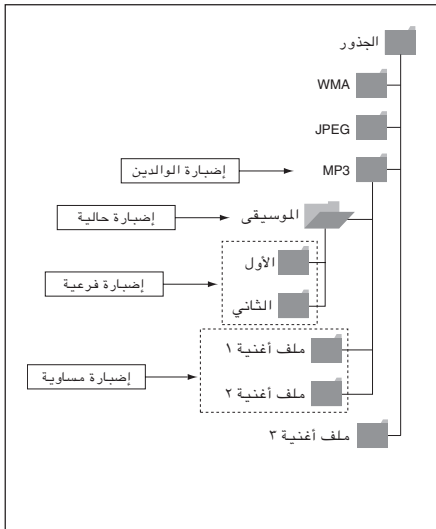 الجذور
WMA
JPEG
MP3
إضبارة الوالدين
الموسيقى
إضبارة حالية
الأول
إضبارة فرعية
الثاني
ملف أغنية ١
إضبارة مساوية
ملف أغنية ٢
ملف أغنية ٣